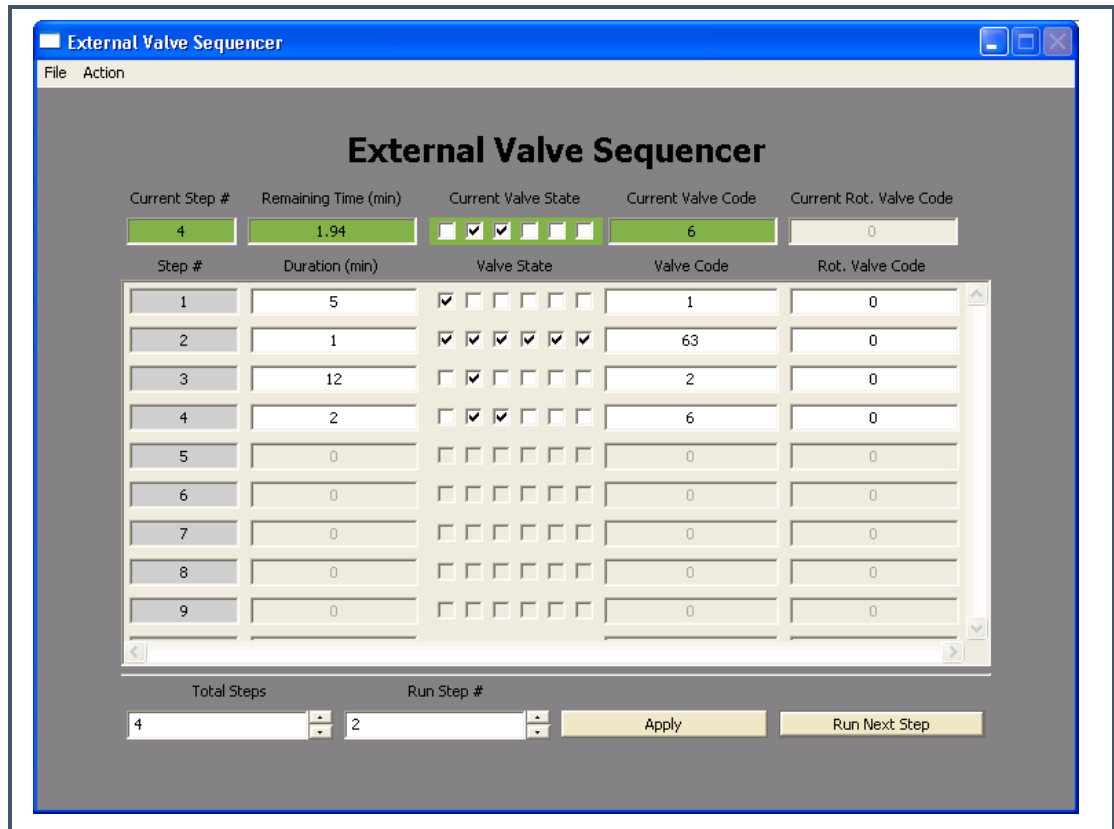 External Valve Sequencer
File Action
External Valve Sequencer
Current Step # Remaining Time (min) Current Valve State Current Valve Code Current Rot. Valve Code
4 1.94 6 0
Step # Duration (min) Valve State Valve Code Rot. Valve Code
1 5 1 0
2 1 63 0
3 12 2 0
4 2 6 0
5 0 0 0
6 0 0 0
7 0 0 0
8 0 0 0
9 0 0 0
Total Steps Run Step #
4 2 Apply Run Next Step